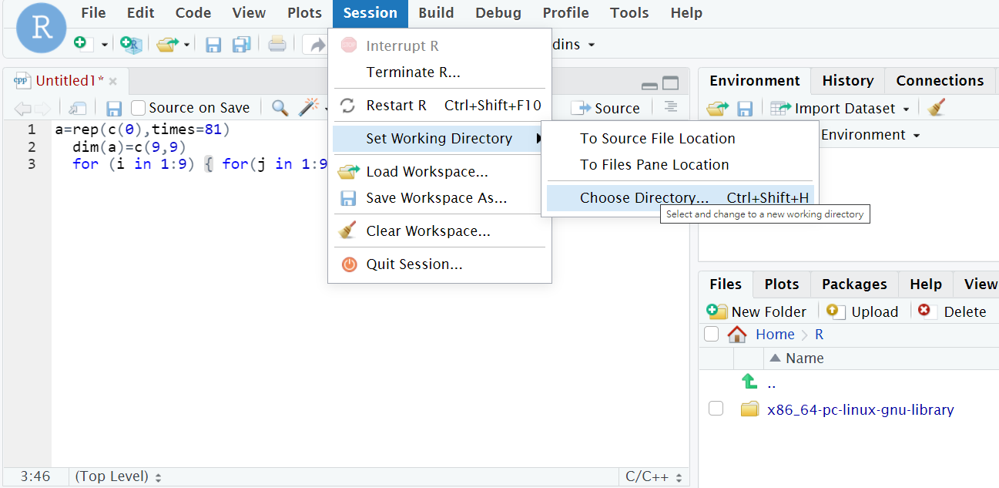 R File Edit Code View Plots Session Build Debug Profile Tools Help
R dins
Untitled1*
cpp
Source on Save
Source
1 a=rep(c(0),times=81)
2 dim(a)=c(9,9)
3 for (i in 1:9) { for(j in 1:9
3:46 (Top Level) C/C++
STOP Interrupt R
Terminate R...
Restart R Ctrl+Shift+F10
Set Working Directory
Load Workspace...
Save Workspace As...
Clear Workspace...
Quit Session...
To Source File Location
To Files Pane Location
Choose Directory... Ctrl+Shift+H
Select and change to a new working directory
Environment History Connections
Import Dataset
Environment
Files Plots Packages Help View
New Folder Upload Delete
Home R
Name
..
x86_64-pc-linux-gnu-library